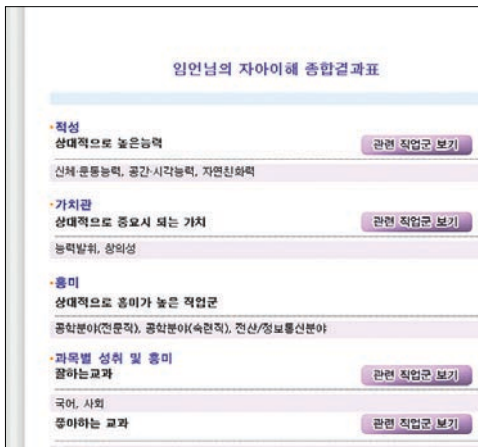 임언님의 자아이해 종합결과표
적성
상대적으로 높은능력
관련 직업군 보기
신체·운동능력, 공간·시각능력, 자연친화력
가치관
상대적으로 중요시 되는 가치
관련 직업군 보기
능력발휘, 창의성
흥미
상대적으로 흥미가 높은 직업군
공학분야(전문직), 공학분야(숙련직), 전산/정보통신분야
과목별 성취 및 흥미
잘하는교과
관련 직업군 보기
국어, 사회
좋아하는 교과
관련 직업군 보기